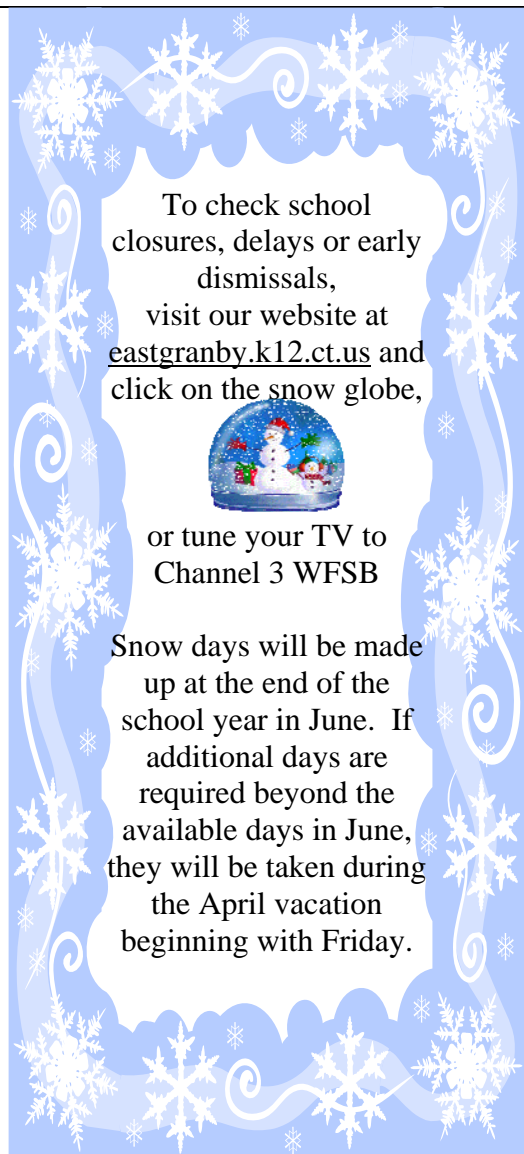 To check school
closures, delays or early
dismissals,
visit our website at
eastgranby.k12.ct.us and
click on the snow globe,
or tune your TV to
Channel 3 WFSB
Snow days will be made
up at the end of the
school year in June.  If
additional days are
required beyond the
available days in June,
they will be taken during
the April vacation
beginning with Friday.